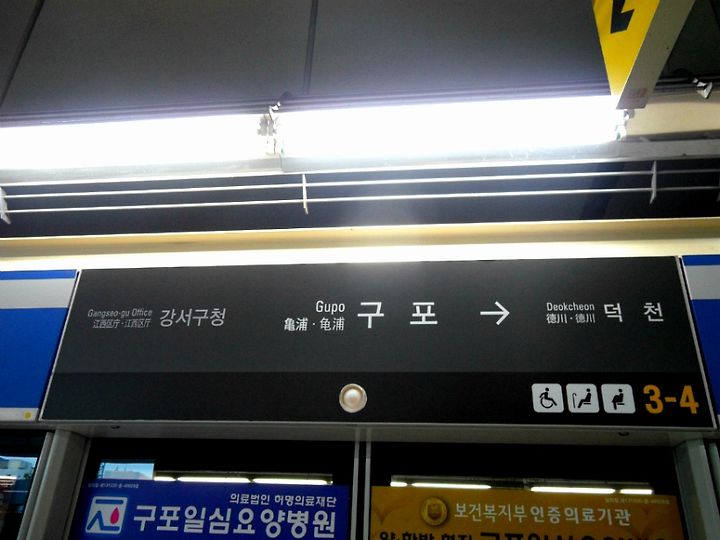 Gangseo-gu Office
江西区庁·江西区厅
강서구청
Gupo
亀浦·龟浦
구 포 →
Deokcheon
徳川·德川
덕 천
3-4
의료법인 허명의료재단
구포일심요양병원
보건복지부 인증의료기관